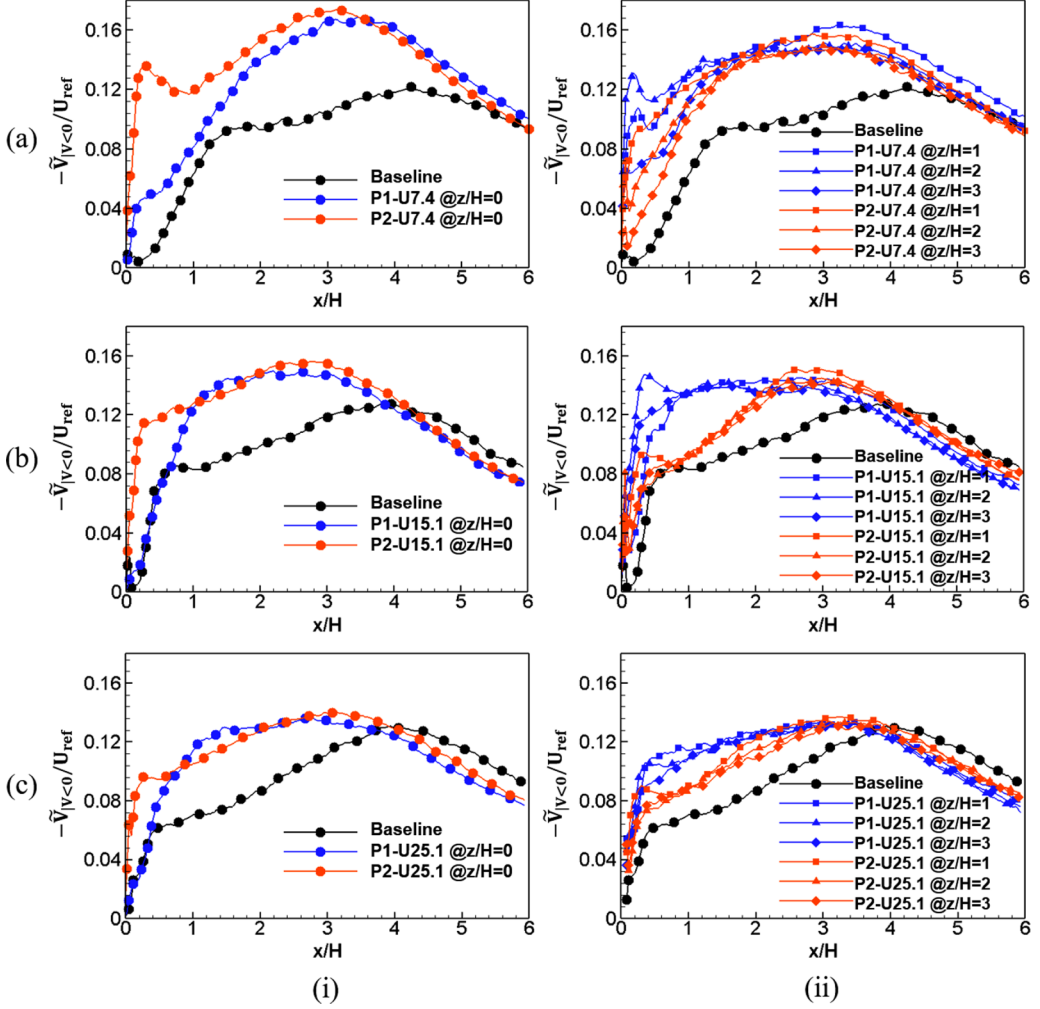 (a)
−Ṽ|V<0/Uref
0.16
0.12
0.08
0.04
0
0 1 2 3 4 5 6
x/H
Baseline
P1-U7.4 @z/H=0
P2-U7.4 @z/H=0
−Ṽ|V<0/Uref
0.16
0.12
0.08
0.04
0
0 1 2 3 4 5 6
x/H
Baseline
P1-U7.4 @z/H=1
P1-U7.4 @z/H=2
P1-U7.4 @z/H=3
P2-U7.4 @z/H=1
P2-U7.4 @z/H=2
P2-U7.4 @z/H=3
(b)
−Ṽ|V<0/Uref
0.16
0.12
0.08
0.04
0
0 1 2 3 4 5 6
x/H
Baseline
P1-U15.1 @z/H=0
P2-U15.1 @z/H=0
−Ṽ|V<0/Uref
0.16
0.12
0.08
0.04
0
0 1 2 3 4 5 6
x/H
Baseline
P1-U15.1 @z/H=1
P1-U15.1 @z/H=2
P1-U15.1 @z/H=3
P2-U15.1 @z/H=1
P2-U15.1 @z/H=2
P2-U15.1 @z/H=3
(c)
−Ṽ|V<0/Uref
0.16
0.12
0.08
0.04
0
0 1 2 3 4 5 6
x/H
Baseline
P1-U25.1 @z/H=0
P2-U25.1 @z/H=0
−Ṽ|V<0/Uref
0.16
0.12
0.08
0.04
0
0 1 2 3 4 5 6
x/H
Baseline
P1-U25.1 @z/H=1
P1-U25.1 @z/H=2
P1-U25.1 @z/H=3
P2-U25.1 @z/H=1
P2-U25.1 @z/H=2
P2-U25.1 @z/H=3
(i)
(ii)